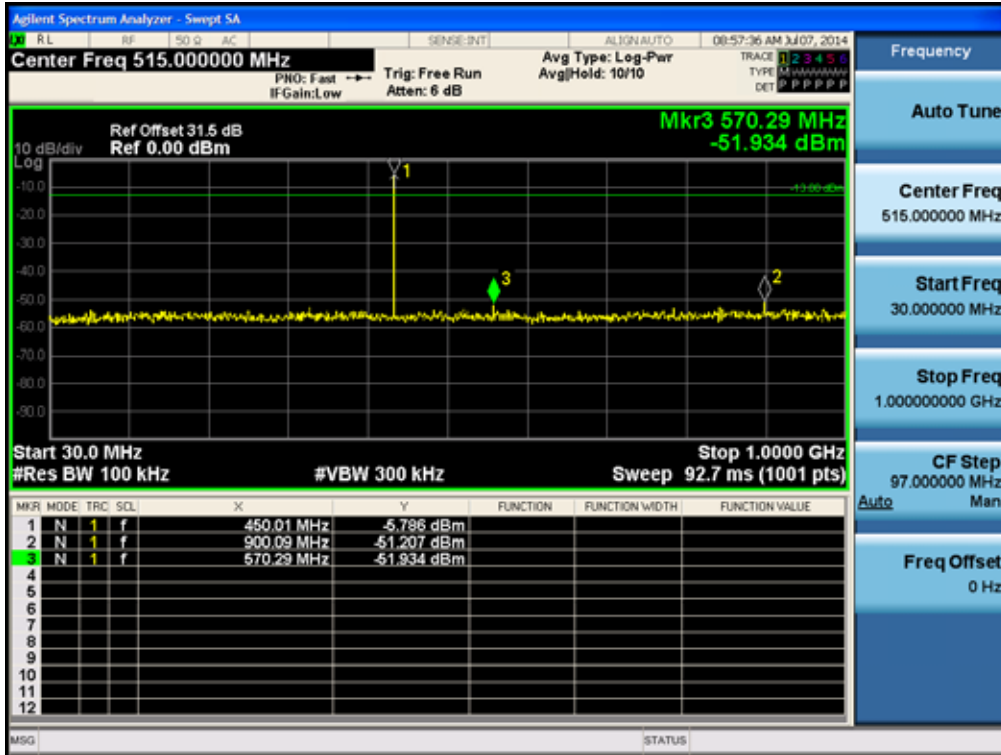 Agilent Spectrum Analyzer - Swept SA
RL RF 50 Ω AC SENSE:INT ALIGN AUTO 08:57:36 AM Jul 07, 2014
Center Freq 515.000000 MHz
PNO: Fast
IFGain:Low
Trig: Free Run
Atten: 6 dB
Avg Type: Log-Pwr
Avg|Hold: 10/10
TRACE 1 2 3 4 5 6
TYPE M
DET P P P P P P
Ref Offset 31.5 dB
10 dB/div Ref 0.00 dBm
Log
Mkr3 570.29 MHz
-51.934 dBm
-13.00 dBm
1
2
3
-10.0
-20.0
-30.0
-40.0
-50.0
-60.0
-70.0
-80.0
-90.0
Start 30.0 MHz Stop 1.0000 GHz
#Res BW 100 kHz #VBW 300 kHz Sweep 92.7 ms (1001 pts)
MKR MODE TRC SCL X Y FUNCTION FUNCTION WIDTH FUNCTION VALUE
1 N 1 f 450.01 MHz -5.786 dBm
2 N 1 f 900.09 MHz -51.207 dBm
3 N 1 f 570.29 MHz -51.934 dBm
4
5
6
7
8
9
10
11
12
MSG STATUS
Frequency
Auto Tune
Center Freq
515.000000 MHz
Start Freq
30.000000 MHz
Stop Freq
1.000000000 GHz
CF Step
97.000000 MHz
Auto Man
Freq Offset
0 Hz